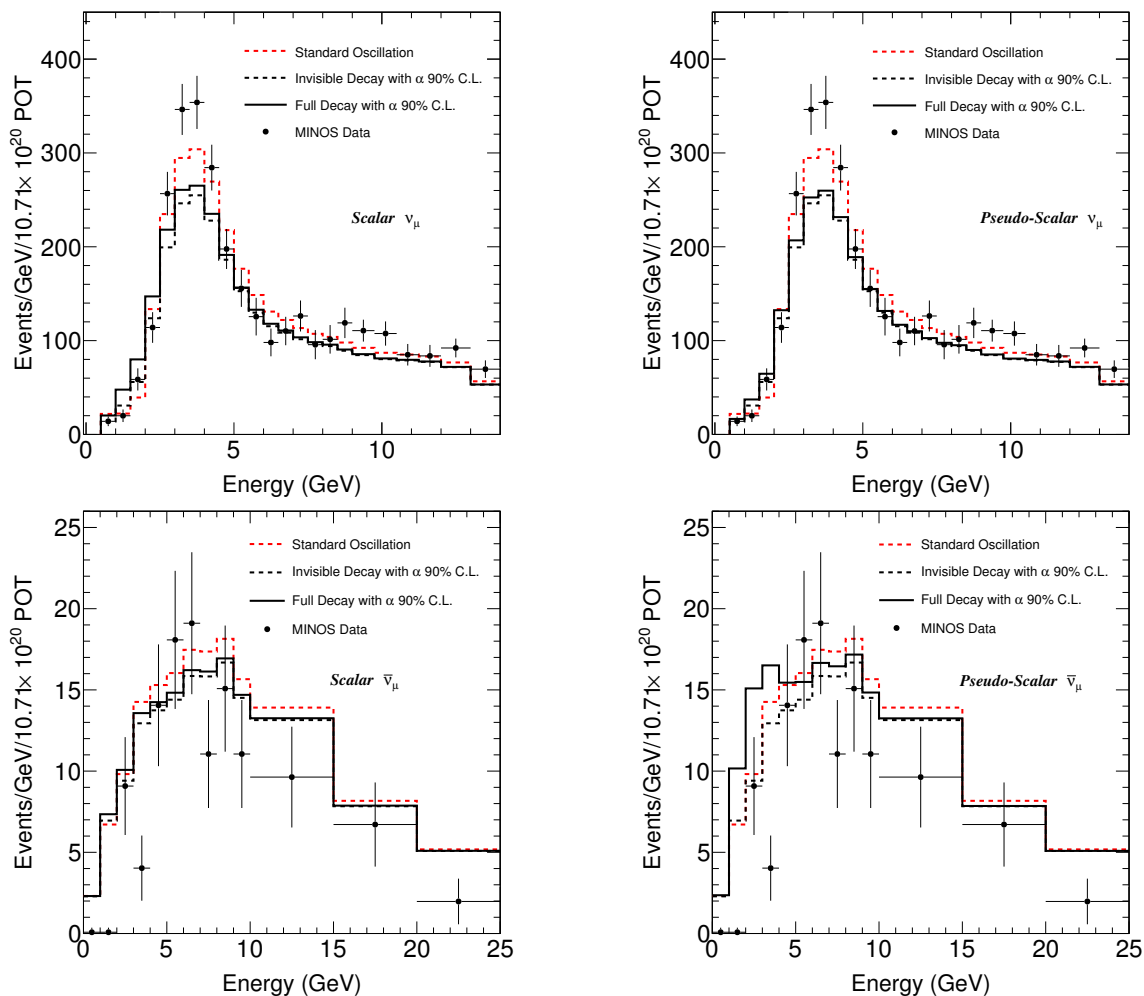 Events/GeV/10.71× 10²⁰ POT
400
300
200
100
0
Standard Oscillation
Invisible Decay with α 90% C.L.
Full Decay with α 90% C.L.
MINOS Data
Scalar νμ
0 5 10
Energy (GeV)
Events/GeV/10.71× 10²⁰ POT
400
300
200
100
0
Standard Oscillation
Invisible Decay with α 90% C.L.
Full Decay with α 90% C.L.
MINOS Data
Pseudo-Scalar νμ
0 5 10
Energy (GeV)
Events/GeV/10.71× 10²⁰ POT
25
20
15
10
5
0
Standard Oscillation
Invisible Decay with α 90% C.L.
Full Decay with α 90% C.L.
MINOS Data
Scalar ν̅μ
0 5 10 15 20 25
Energy (GeV)
Events/GeV/10.71× 10²⁰ POT
25
20
15
10
5
0
Standard Oscillation
Invisible Decay with α 90% C.L.
Full Decay with α 90% C.L.
MINOS Data
Pseudo-Scalar ν̅μ
0 5 10 15 20 25
Energy (GeV)